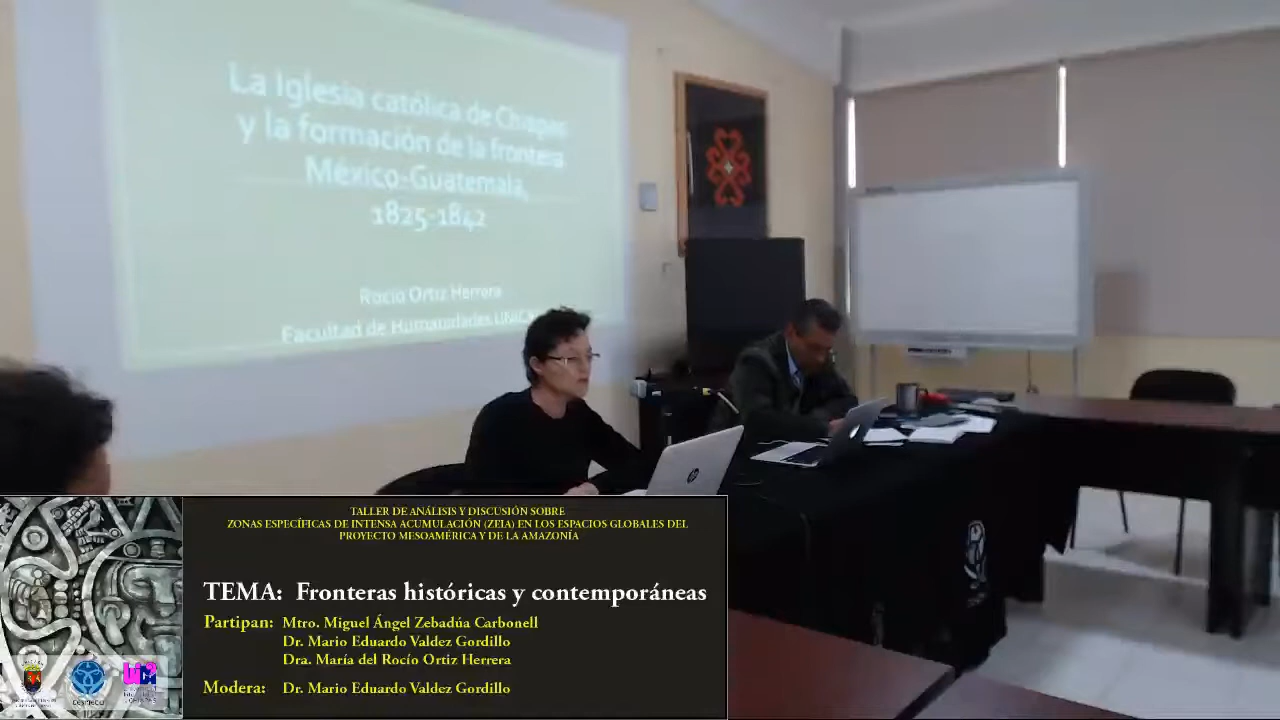 La Iglesia católica de Chiapas
y la formación de la frontera
México-Guatemala,
1825-1842
Rocío Ortiz Herrera
Facultad de Humanidades
TALLER DE ANÁLISIS Y DISCUSIÓN SOBRE
ZONAS ESPECÍFICAS DE INTENSA ACUMULACIÓN (ZEIA) EN LOS ESPACIOS GLOBALES DEL
PROYECTO MESOAMÉRICA Y DE LA AMAZONÍA
TEMA: Fronteras históricas y contemporáneas
Partipan: Mtro. Miguel Ángel Zebadúa Carbonell
Dr. Mario Eduardo Valdez Gordillo
Dra. María del Rocío Ortiz Herrera
Modera: Dr. Mario Eduardo Valdez Gordillo
hp